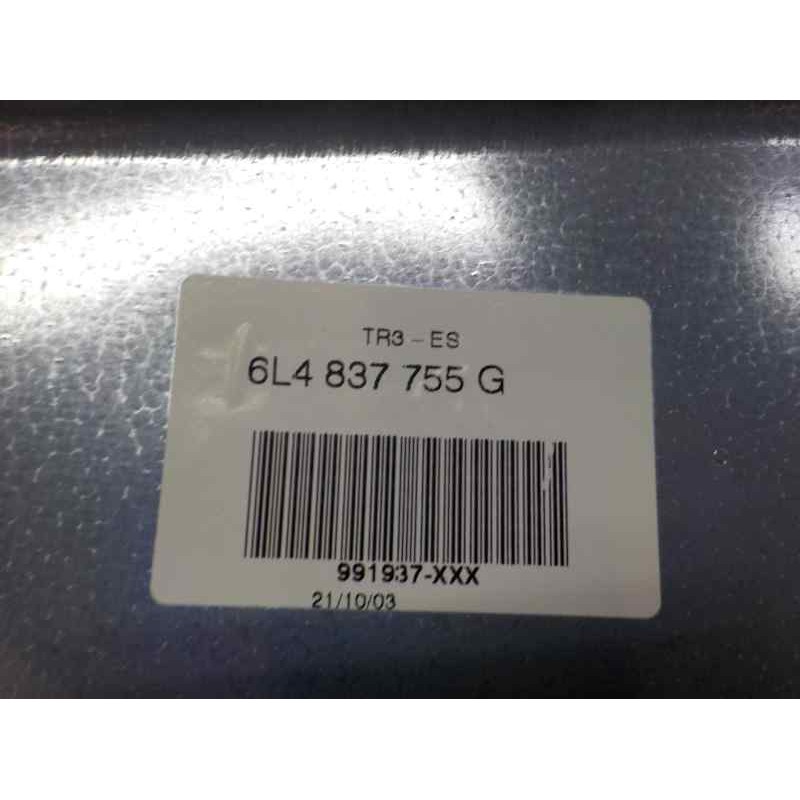 TR3 - ES
6L4 837 755 G
991937-XXX
21/10/03